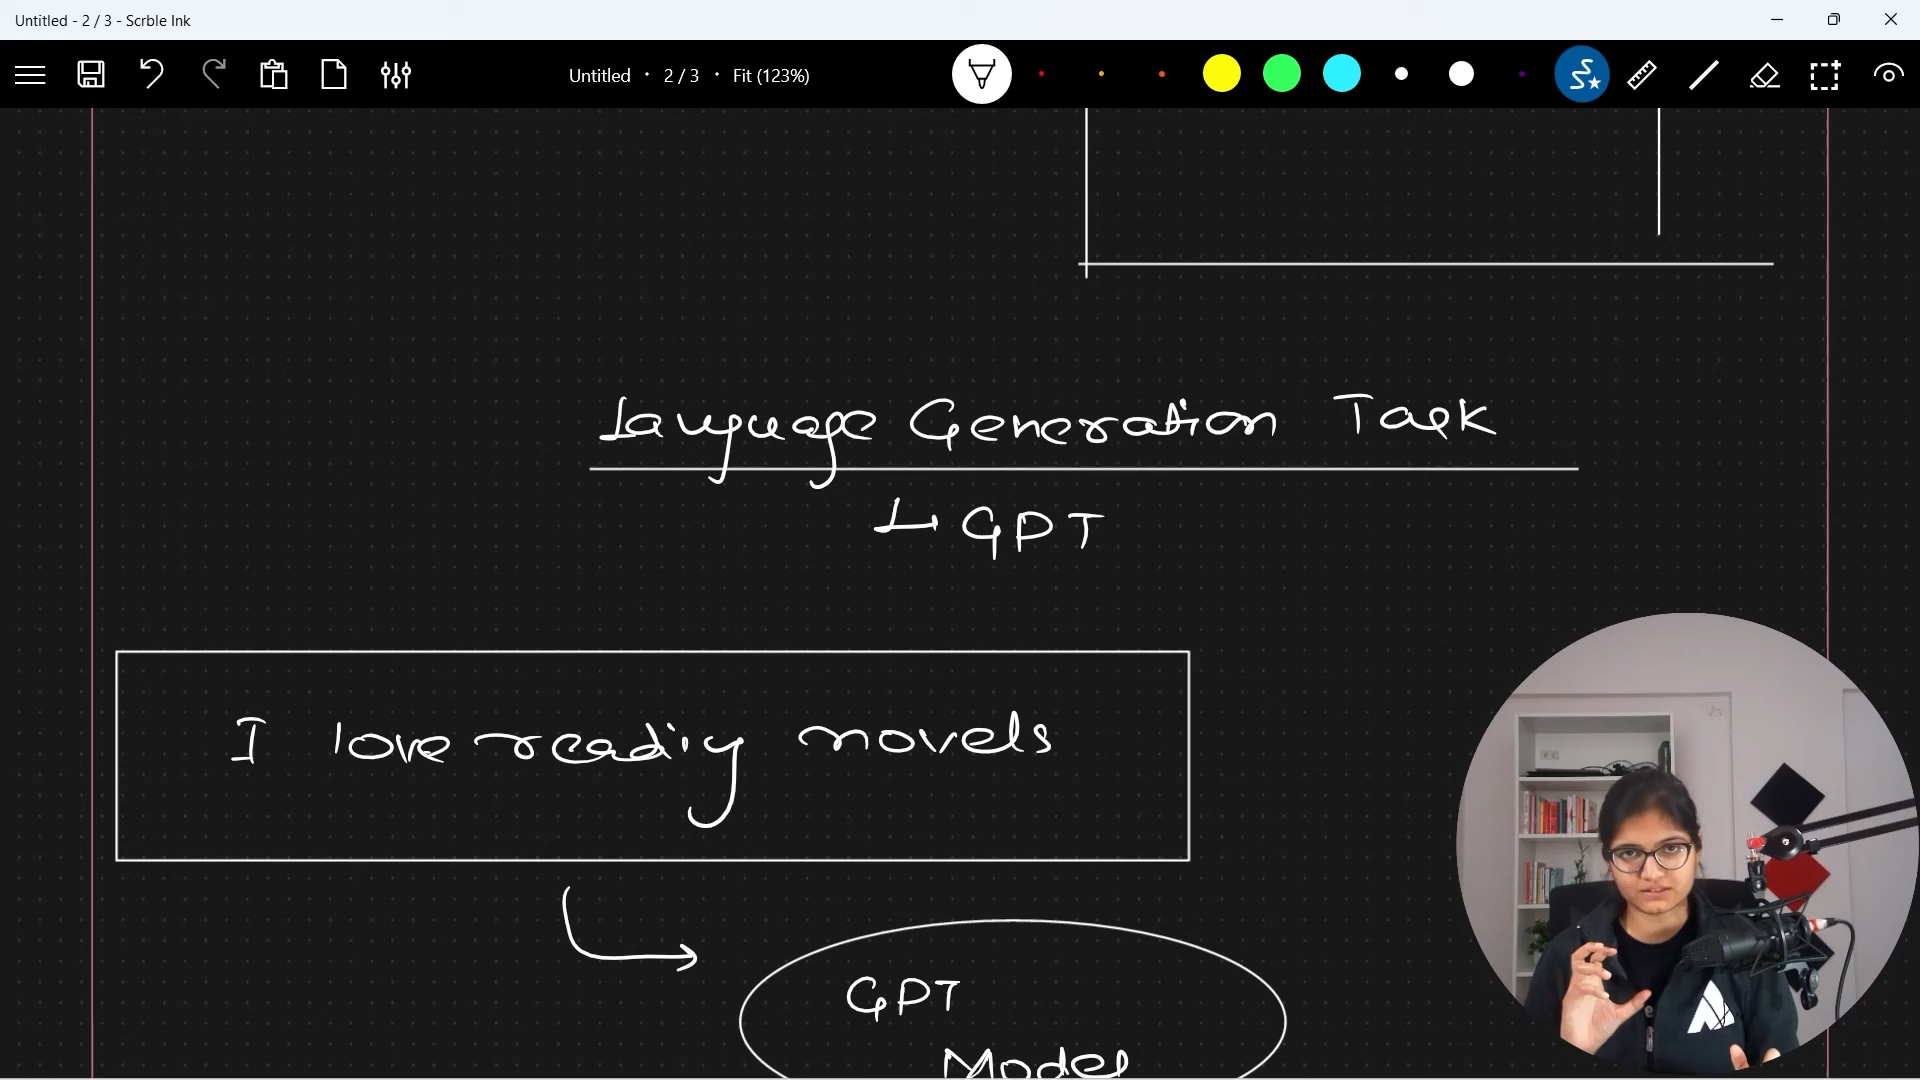 Untitled - 2 / 3 - Scrble Ink
Untitled • 2 / 3 • Fit (123%)
Language Generation Task
GPT
I love reading novels
GPT
Model